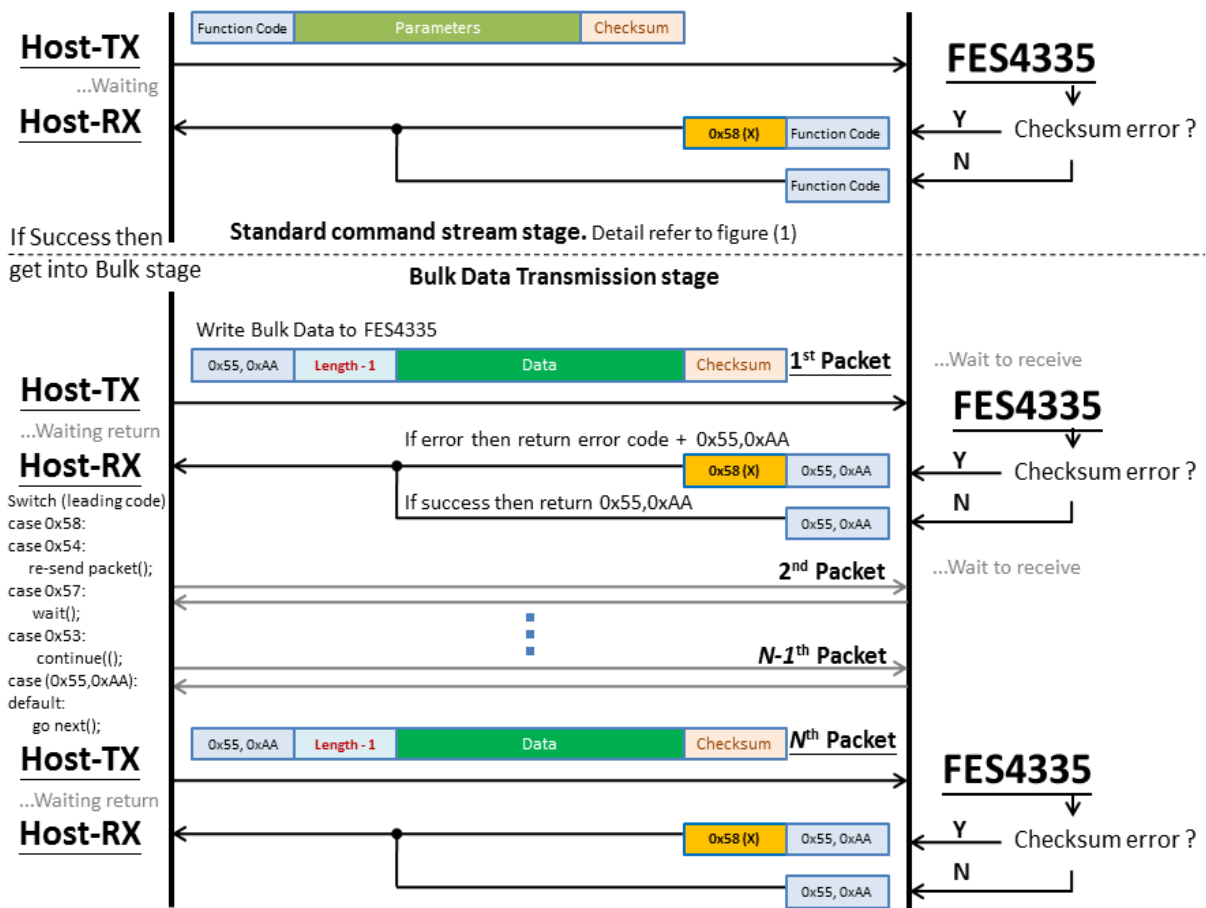 Function Code Parameters Checksum
Host-TX
FES4335
...Waiting
Host-RX
0x58 (X) Function Code
Y
Checksum error ?
N
Function Code
If Success then
get into Bulk stage
Standard command stream stage. Detail refer to figure (1)
Bulk Data Transmission stage
Write Bulk Data to FES4335
0x55, 0xAA Length - 1 Data Checksum 1st Packet
...Wait to receive
Host-TX
FES4335
...Waiting return
If error then return error code + 0x55,0xAA
Host-RX
0x58 (X) 0x55, 0xAA
Y
Checksum error ?
If success then return 0x55,0xAA
N
0x55, 0xAA
Switch (leading code)
case 0x58:
case 0x54:
re-send packet();
case 0x57:
wait();
case 0x53:
continue(();
case (0x55,0xAA):
default:
go next();
2nd Packet
...Wait to receive
N-1th Packet
0x55, 0xAA Length - 1 Data Checksum Nth Packet
Host-TX
FES4335
...Waiting return
Host-RX
0x58 (X) 0x55, 0xAA
Y
Checksum error ?
N
0x55, 0xAA